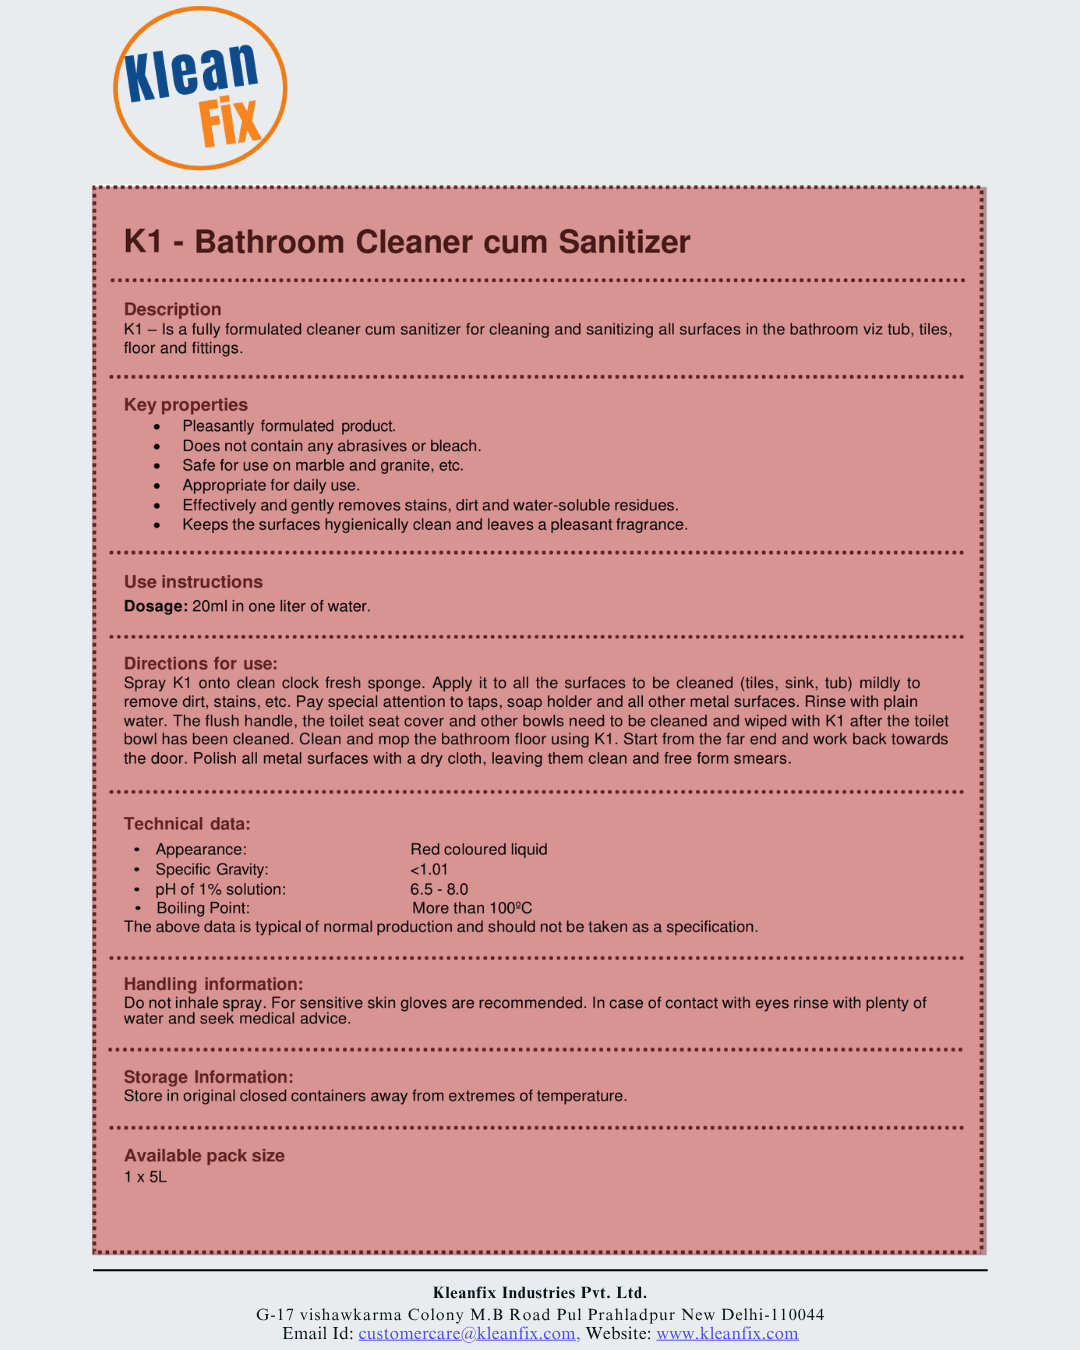 Klean
Fix
K1 - Bathroom Cleaner cum Sanitizer
Description
K1 – Is a fully formulated cleaner cum sanitizer for cleaning and sanitizing all surfaces in the bathroom viz tub, tiles,
floor and fittings.
Key properties
• Pleasantly formulated product.
• Does not contain any abrasives or bleach.
• Safe for use on marble and granite, etc.
• Appropriate for daily use.
• Effectively and gently removes stains, dirt and water-soluble residues.
• Keeps the surfaces hygienically clean and leaves a pleasant fragrance.
Use instructions
Dosage: 20ml in one liter of water.
Directions for use:
Spray K1 onto clean clock fresh sponge. Apply it to all the surfaces to be cleaned (tiles, sink, tub) mildly to
remove dirt, stains, etc. Pay special attention to taps, soap holder and all other metal surfaces. Rinse with plain
water. The flush handle, the toilet seat cover and other bowls need to be cleaned and wiped with K1 after the toilet
bowl has been cleaned. Clean and mop the bathroom floor using K1. Start from the far end and work back towards
the door. Polish all metal surfaces with a dry cloth, leaving them clean and free form smears.
Technical data:
• Appearance: Red coloured liquid
• Specific Gravity: <1.01
• pH of 1% solution: 6.5 - 8.0
• Boiling Point: More than 100ºC
The above data is typical of normal production and should not be taken as a specification.
Handling information:
Do not inhale spray. For sensitive skin gloves are recommended. In case of contact with eyes rinse with plenty of
water and seek medical advice.
Storage Information:
Store in original closed containers away from extremes of temperature.
Available pack size
1 x 5L
Kleanfix Industries Pvt. Ltd.
G-17 vishawkarma Colony M.B Road Pul Prahladpur New Delhi-110044
Email Id: customercare@kleanfix.com, Website: www.kleanfix.com